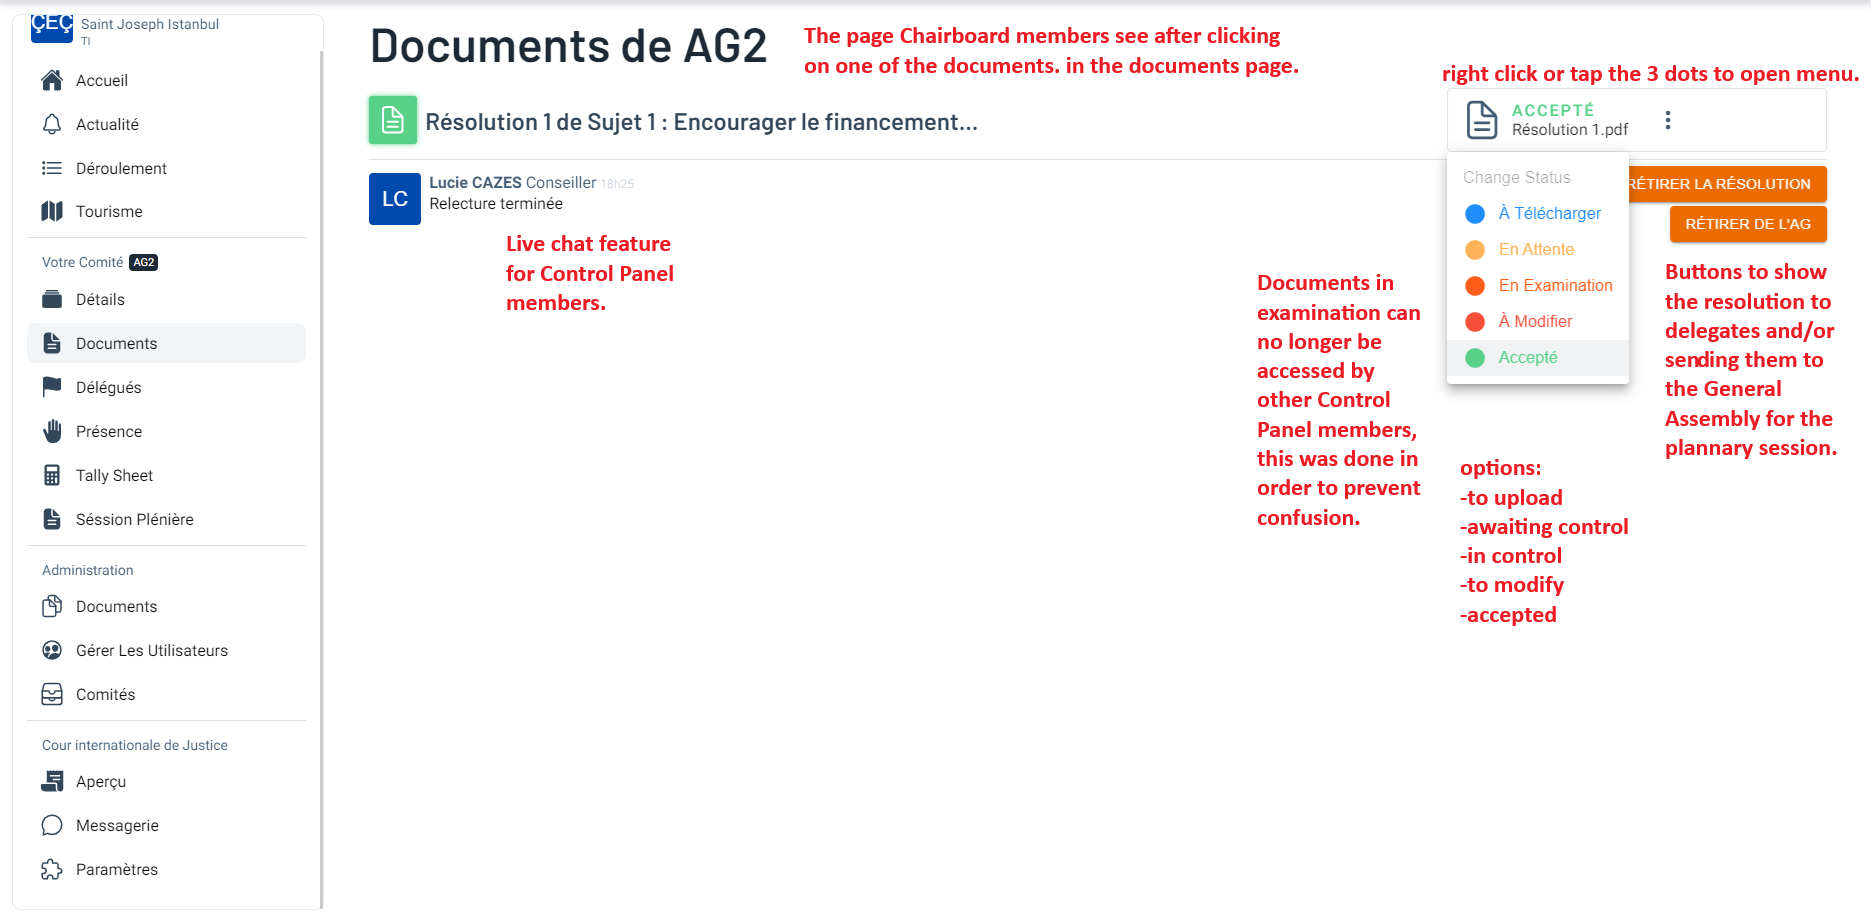 ÇEÇ
Saint Joseph Istanbul
TI
Accueil
Actualité
Déroulement
Tourisme
Votre Comité AG2
Détails
Documents
Délégués
Présence
Tally Sheet
Séssion Plénière
Administration
Documents
Gérer Les Utilisateurs
Comités
Cour internationale de Justice
Aperçu
Messagerie
Paramètres
Documents de AG2
The page Chairboard members see after clicking
on one of the documents. in the documents page.
right click or tap the 3 dots to open menu.
Résolution 1 de Sujet 1 : Encourager le financement...
ACCEPTÉ
Résolution 1.pdf
LC
Lucie CAZES Conseiller 18h25
Relecture terminée
Live chat feature
for Control Panel
members.
Change Status
À Télécharger
En Attente
En Examination
À Modifier
Accepté
RÉTIRER LA RÉSOLUTION
RÉTIRER DE L'AG
Documents in
examination can
no longer be
accessed by
other Control
Panel members,
this was done in
order to prevent
confusion.
Buttons to show
the resolution to
delegates and/or
sending them to
the General
Assembly for the
plannary session.
options:
-to upload
-awaiting control
-in control
-to modify
-accepted